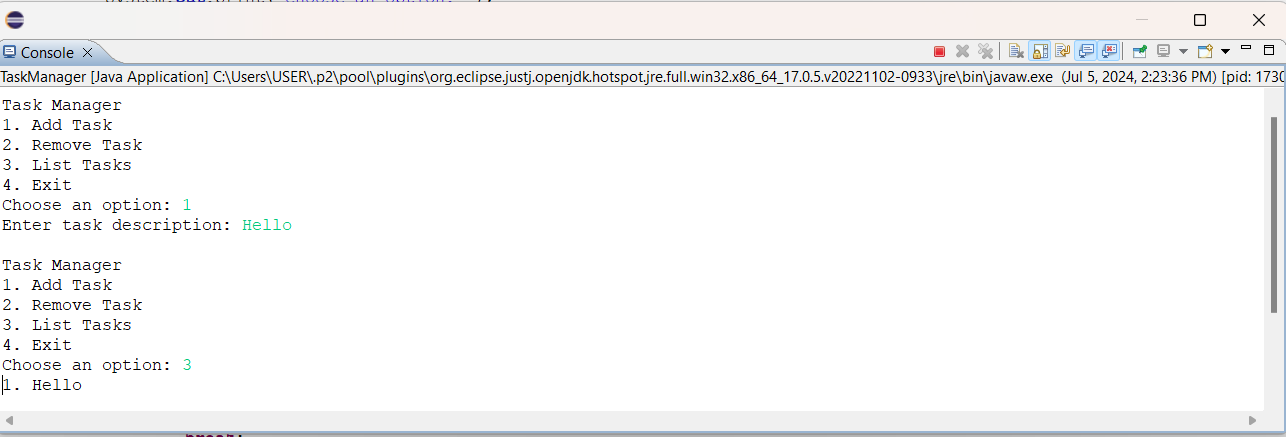 Console
TaskManager [Java Application] C:\Users\USER\.p2\pool\plugins\org.eclipse.justj.openjdk.hotspot.jre.full.win32.x86_64_17.0.5.v20221102-0933\jre\bin\javaw.exe (Jul 5, 2024, 2:23:36 PM) [pid: 1730
Task Manager
1. Add Task
2. Remove Task
3. List Tasks
4. Exit
Choose an option: 1
Enter task description: Hello
Task Manager
1. Add Task
2. Remove Task
3. List Tasks
4. Exit
Choose an option: 3
1. Hello